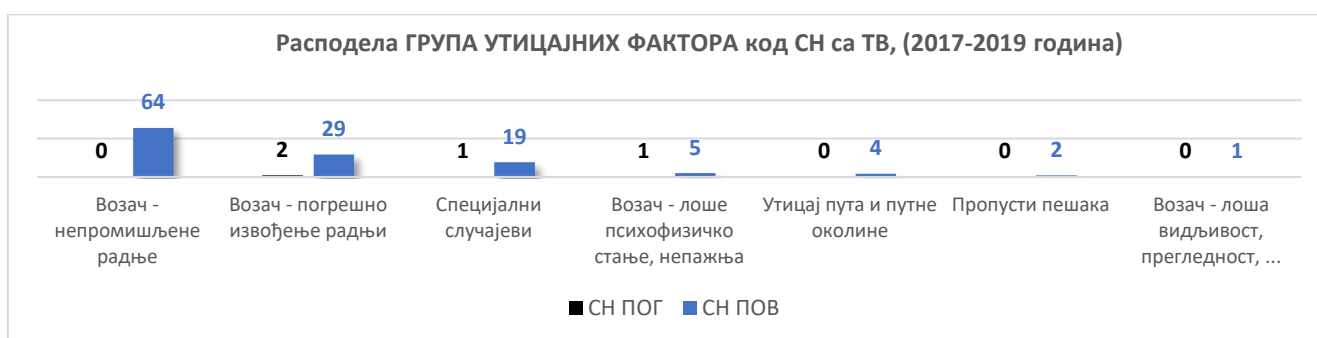 Расподела ГРУПА УТИЦАЈНИХ ФАКТОРА код СН са ТВ, (2017-2019 година)
0 64 2 29 1 19 1 5 0 4 0 2 0 1
Возач - непромишљене радње
Возач - погрешно извођење радњи
Специјални случајеви
Возач - лоше психофизичко стање, непажња
Утицај пута и путне околине
Пропусти пешака
Возач - лоша видљивост, прегледност, ...
СН ПОГ СН ПОВ